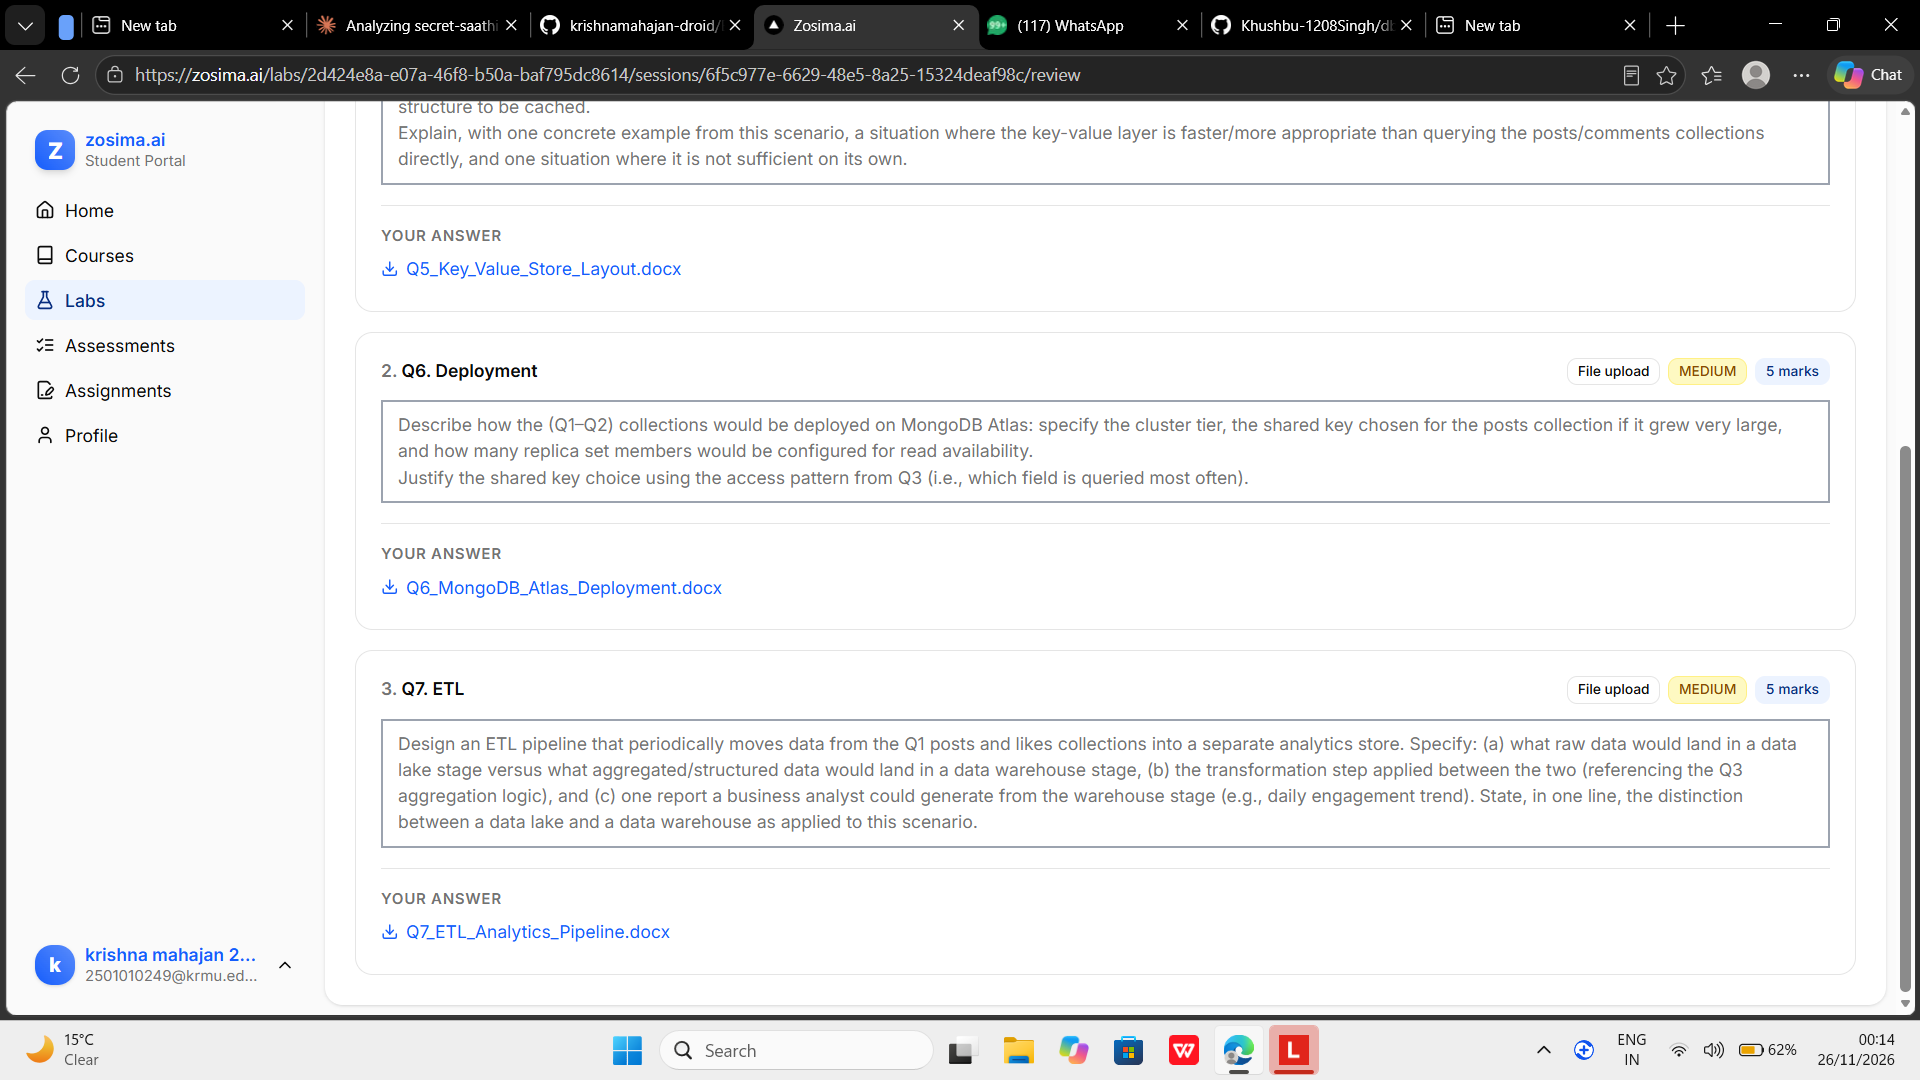 New tab
Analyzing secret-saathi
krishnamahajan-droid/
Zosima.ai
(117) WhatsApp
Khushbu-1208Singh/db
New tab
https://zosima.ai/labs/2d424e8a-e07a-46f8-b50a-baf795dc8614/sessions/6f5c977e-6629-48e5-8a25-15324deaf98c/review
Chat
Z
zosima.ai
Student Portal
Home
Courses
Labs
Assessments
Assignments
Profile
k
krishna mahajan 2...
2501010249@krmu.ed...
structure to be cached.
Explain, with one concrete example from this scenario, a situation where the key-value layer is faster/more appropriate than querying the posts/comments collections
directly, and one situation where it is not sufficient on its own.
YOUR ANSWER
Q5_Key_Value_Store_Layout.docx
2. Q6. Deployment
File upload
MEDIUM
5 marks
Describe how the (Q1–Q2) collections would be deployed on MongoDB Atlas: specify the cluster tier, the shared key chosen for the posts collection if it grew very large,
and how many replica set members would be configured for read availability.
Justify the shared key choice using the access pattern from Q3 (i.e., which field is queried most often).
YOUR ANSWER
Q6_MongoDB_Atlas_Deployment.docx
3. Q7. ETL
File upload
MEDIUM
5 marks
Design an ETL pipeline that periodically moves data from the Q1 posts and likes collections into a separate analytics store. Specify: (a) what raw data would land in a data
lake stage versus what aggregated/structured data would land in a data warehouse stage, (b) the transformation step applied between the two (referencing the Q3
aggregation logic), and (c) one report a business analyst could generate from the warehouse stage (e.g., daily engagement trend). State, in one line, the distinction
between a data lake and a data warehouse as applied to this scenario.
YOUR ANSWER
Q7_ETL_Analytics_Pipeline.docx
15°C
Clear
Search
L
ENG
IN
62%
00:14
26/11/2026